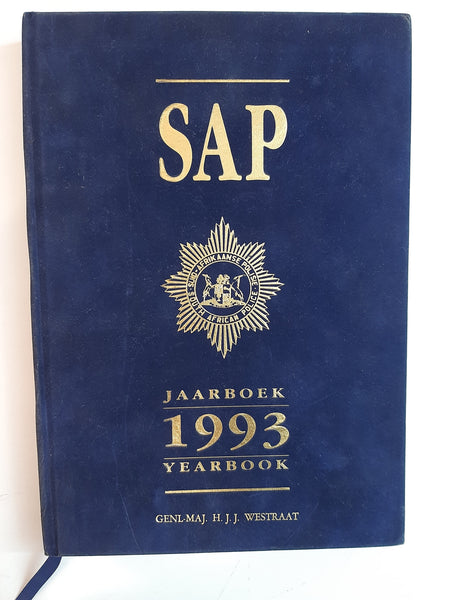 SAP
SUID-AFRIKAANSE POLISIE
SOUTH AFRICAN POLICE
JAARBOEK
1993
YEARBOOK
GENL-MAJ. H. J. J. WESTRAAT